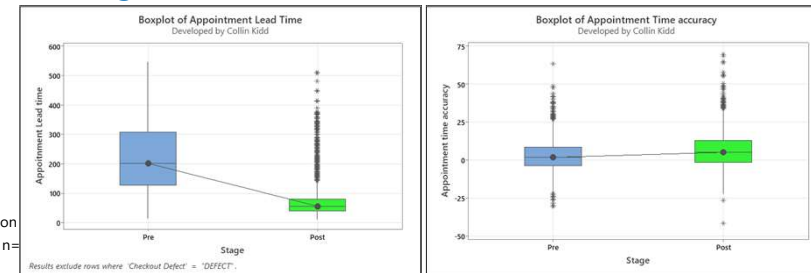 Boxplot of Appointment Lead Time
Developed by Collin Kidd
600
500
400
300
200
100
0
Appointment Lead time
Pre
Post
Stage
Results exclude rows where 'Checkout Defect' = "DEFECT".
on
n=
Boxplot of Appointment Time accuracy
Developed by Collin Kidd
75
50
25
0
-25
-50
Appointment time accuracy
Pre
Post
Stage